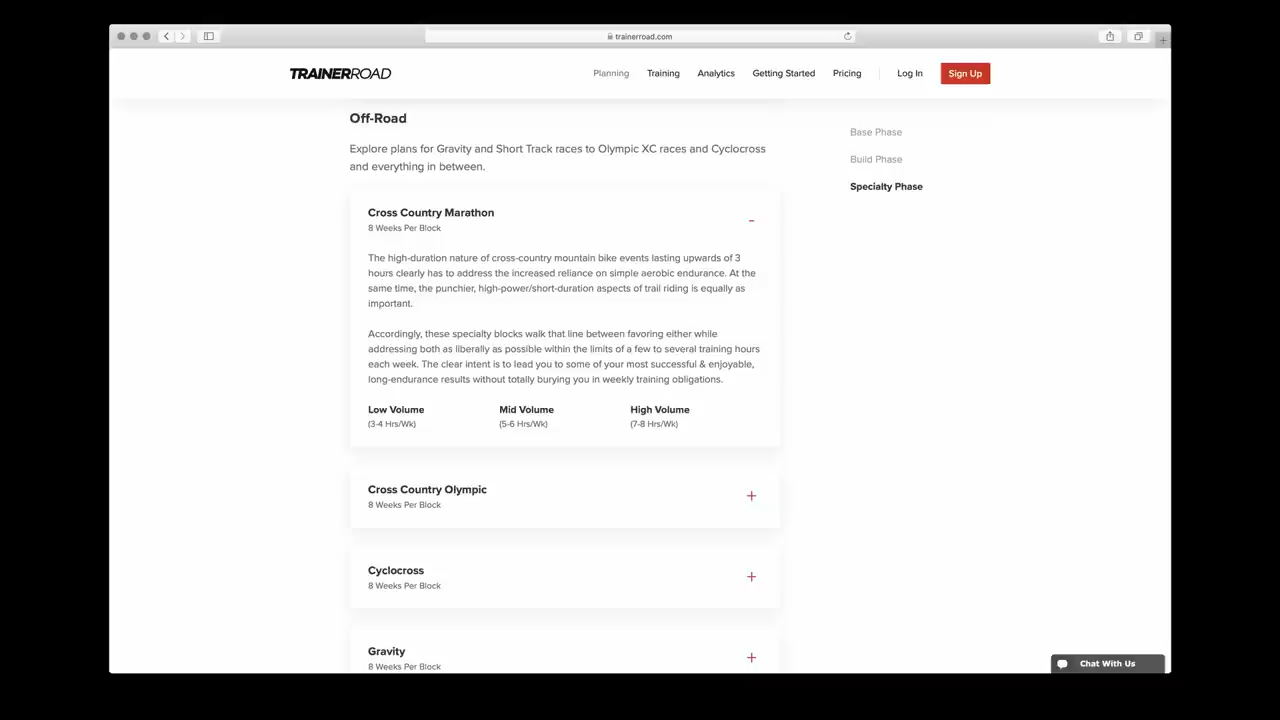 trainerroad.com
TRAINERROAD
Planning
Training
Analytics
Getting Started
Pricing
Log In
Sign Up
Off-Road
Explore plans for Gravity and Short Track races to Olympic XC races and Cyclocross
and everything in between.
Base Phase
Build Phase
Specialty Phase
Cross Country Marathon
8 Weeks Per Block
The high-duration nature of cross-country mountain bike events lasting upwards of 3
hours clearly has to address the increased reliance on simple aerobic endurance. At the
same time, the punchier, high-power/short-duration aspects of trail riding is equally as
important.
Accordingly, these specialty blocks walk that line between favoring either while
addressing both as liberally as possible within the limits of a few to several training hours
each week. The clear intent is to lead you to some of your most successful & enjoyable,
long-endurance results without totally burying you in weekly training obligations.
Low Volume
(3-4 Hrs/Wk)
Mid Volume
(5-6 Hrs/Wk)
High Volume
(7-8 Hrs/Wk)
Cross Country Olympic
8 Weeks Per Block
Cyclocross
8 Weeks Per Block
Gravity
8 Weeks Per Block
Chat With Us